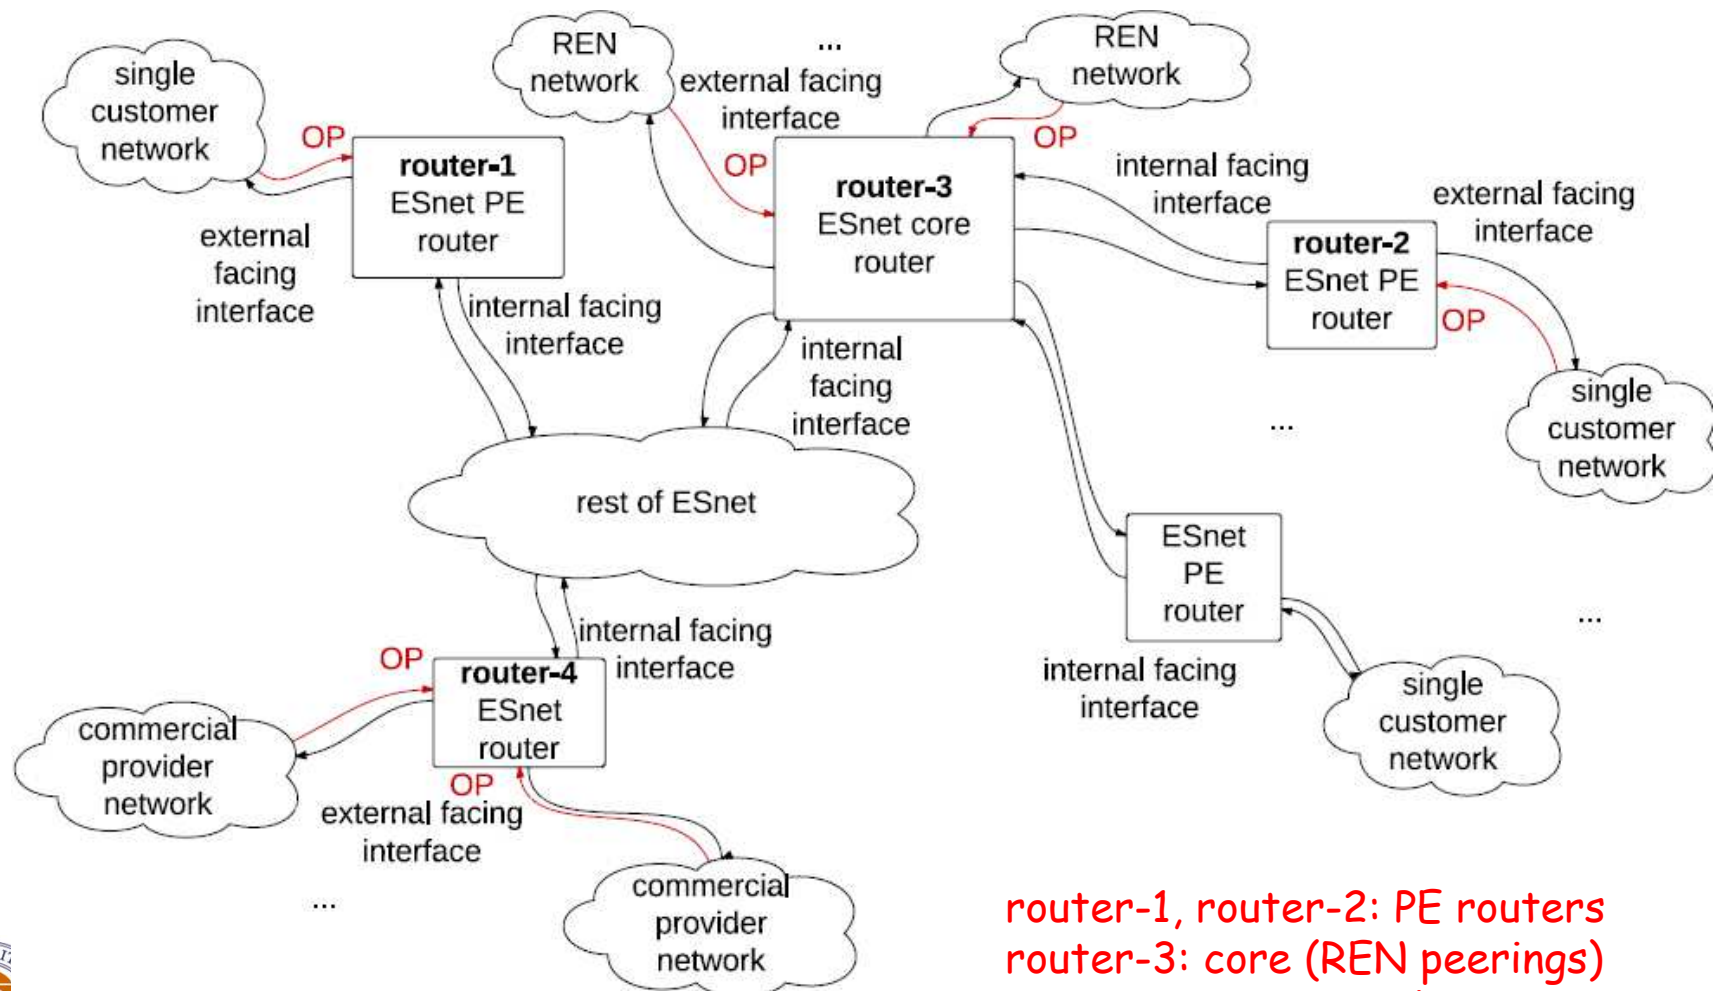 single
customer
network
OP
router-1
ESnet PE
router
external
facing
interface
internal facing
interface
REN
network
...
external facing
interface
OP
REN
network
OP
router-3
ESnet core
router
internal facing
interface
external facing
interface
router-2
ESnet PE
router
OP
single
customer
network
...
internal
facing
interface
rest of ESnet
ESnet
PE
router
...
internal facing
interface
single
customer
network
internal facing
interface
OP
router-4
ESnet
router
commercial
provider
network
OP
external facing
interface
...
commercial
provider
network
router-1, router-2: PE routers
router-3: core (REN peerings)